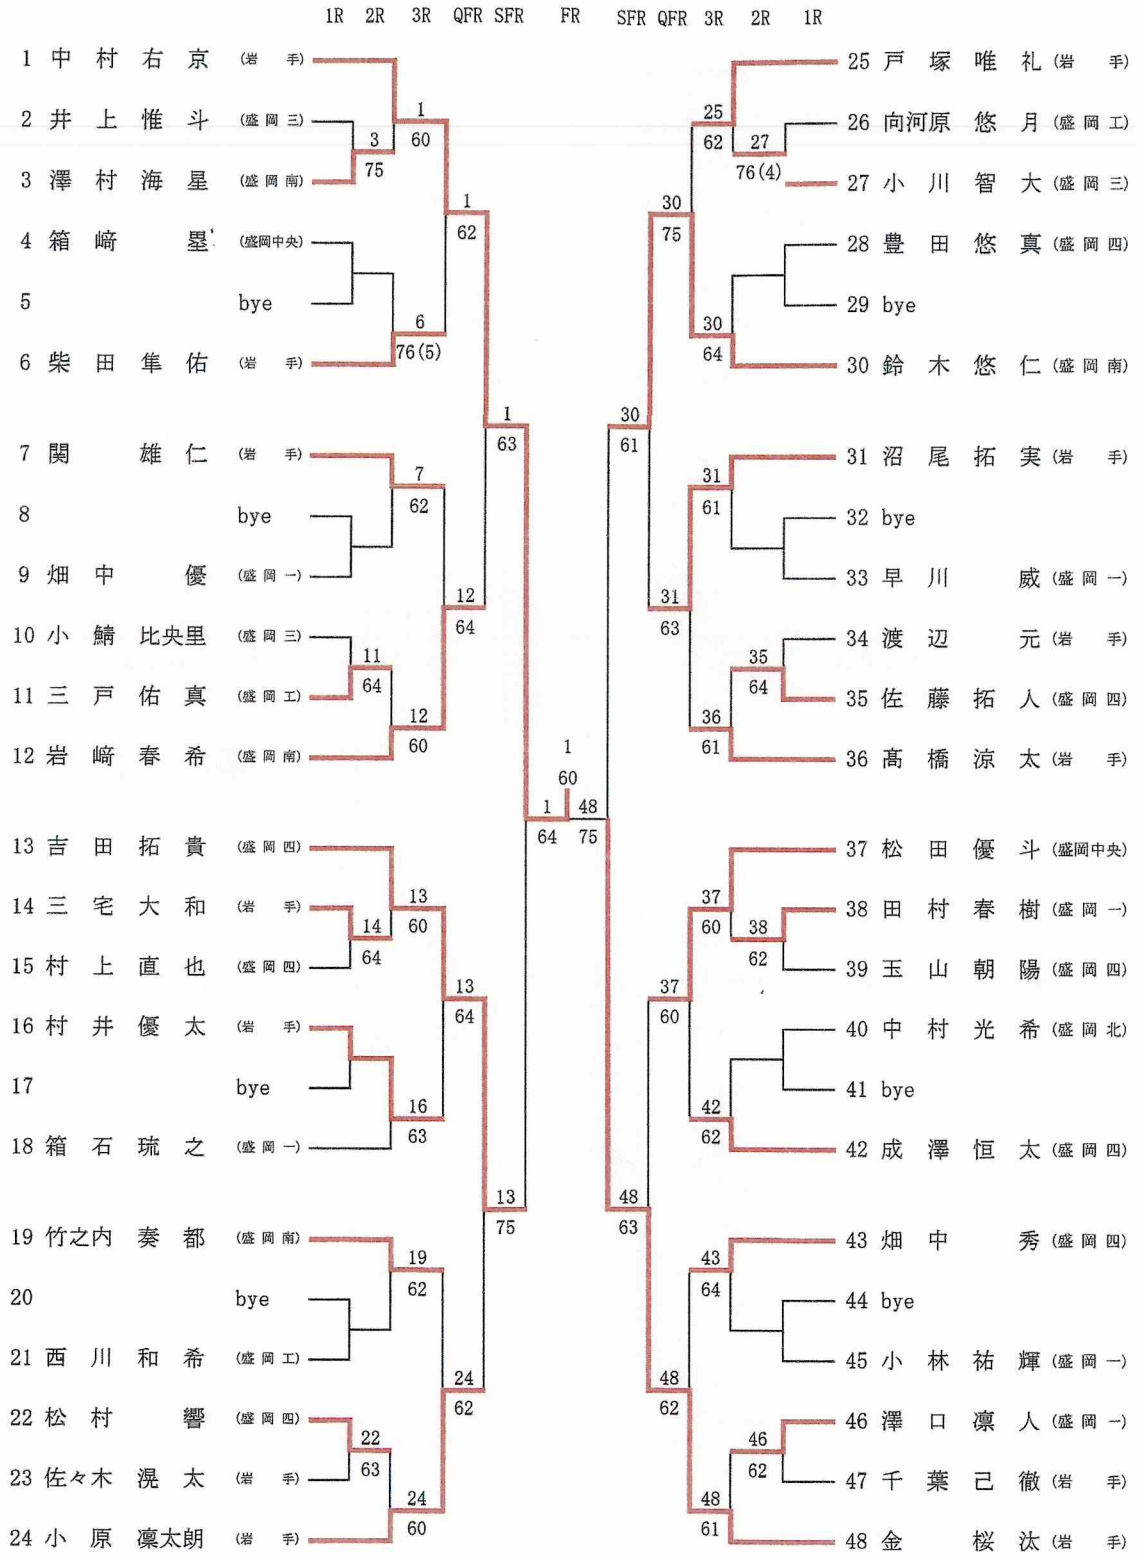 1R 2R 3R QFR SFR FR SFR QFR 3R 2R 1R
1 中村右京 (岩手)
2 井上惟斗 (盛岡三)
3 澤村海星 (盛岡南)
4 箱﨑塁 (盛岡中央)
5 bye
6 柴田隼佑 (岩手)
7 関雄仁 (岩手)
8 bye
9 畑中優 (盛岡一)
10 小鯖比央里 (盛岡三)
11 三戸佑真 (盛岡工)
12 岩﨑春希 (盛岡南)
13 吉田拓貴 (盛岡四)
14 三宅大和 (岩手)
15 村上直也 (盛岡四)
16 村井優太 (岩手)
17 bye
18 箱石琉之 (盛岡一)
19 竹之内奏都 (盛岡南)
20 bye
21 西川和希 (盛岡工)
22 松村響 (盛岡四)
23 佐々木滉太 (岩手)
24 小原凜太朗 (岩手)
3
75
11
64
14
64
22
63
1
60
6
76(5)
7
62
12
60
13
60
16
63
19
62
24
60
1
62
12
64
13
64
24
62
1
63
13
75
1
64
1
60
48
75
30
61
48
63
30
75
31
63
37
60
48
62
25
62
30
64
31
61
36
61
37
60
42
62
43
64
48
61
27
76(4)
35
64
38
62
46
62
25 戸塚唯礼 (岩手)
26 向河原悠月 (盛岡工)
27 小川智大 (盛岡三)
28 豊田悠真 (盛岡四)
29 bye
30 鈴木悠仁 (盛岡南)
31 沼尾拓実 (岩手)
32 bye
33 早川威 (盛岡一)
34 渡辺元 (岩手)
35 佐藤拓人 (盛岡四)
36 髙橋涼太 (岩手)
37 松田優斗 (盛岡中央)
38 田村春樹 (盛岡一)
39 玉山朝陽 (盛岡四)
40 中村光希 (盛岡北)
41 bye
42 成澤恒太 (盛岡四)
43 畑中秀 (盛岡四)
44 bye
45 小林祐輝 (盛岡一)
46 澤口凛人 (盛岡一)
47 千葉己徹 (岩手)
48 金桜汰 (岩手)